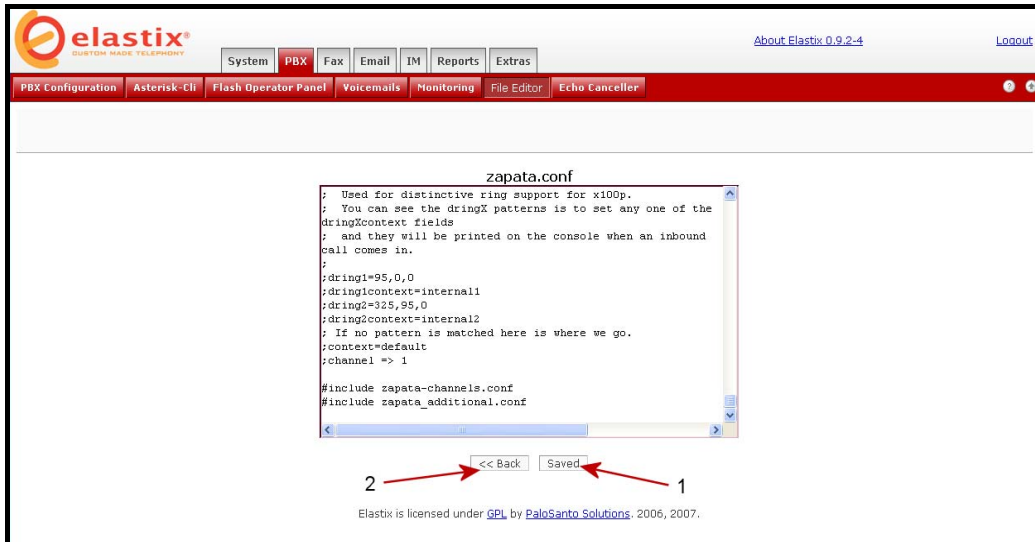 elastix®
CUSTOM MADE TELEPHONY
About Elastix 0.9.2-4
Logout
System PBX Fax Email IM Reports Extras
PBX Configuration Asterisk-Cli Flash Operator Panel Voicemails Monitoring File Editor Echo Canceller
zapata.conf
;  Used for distinctive ring support for x100p.
;  You can see the dringX patterns is to set any one of the
dringXcontext fields
;  and they will be printed on the console when an inbound
call comes in.
;
;dring1=95,0,0
;dring1context=internal1
;dring2=325,95,0
;dring2context=internal2
; If no pattern is matched here is where we go.
;context=default
;channel => 1
#include zapata-channels.conf
#include zapata_additional.conf
<< Back Saved
2 1
Elastix is licensed under GPL by PaloSanto Solutions. 2006, 2007.